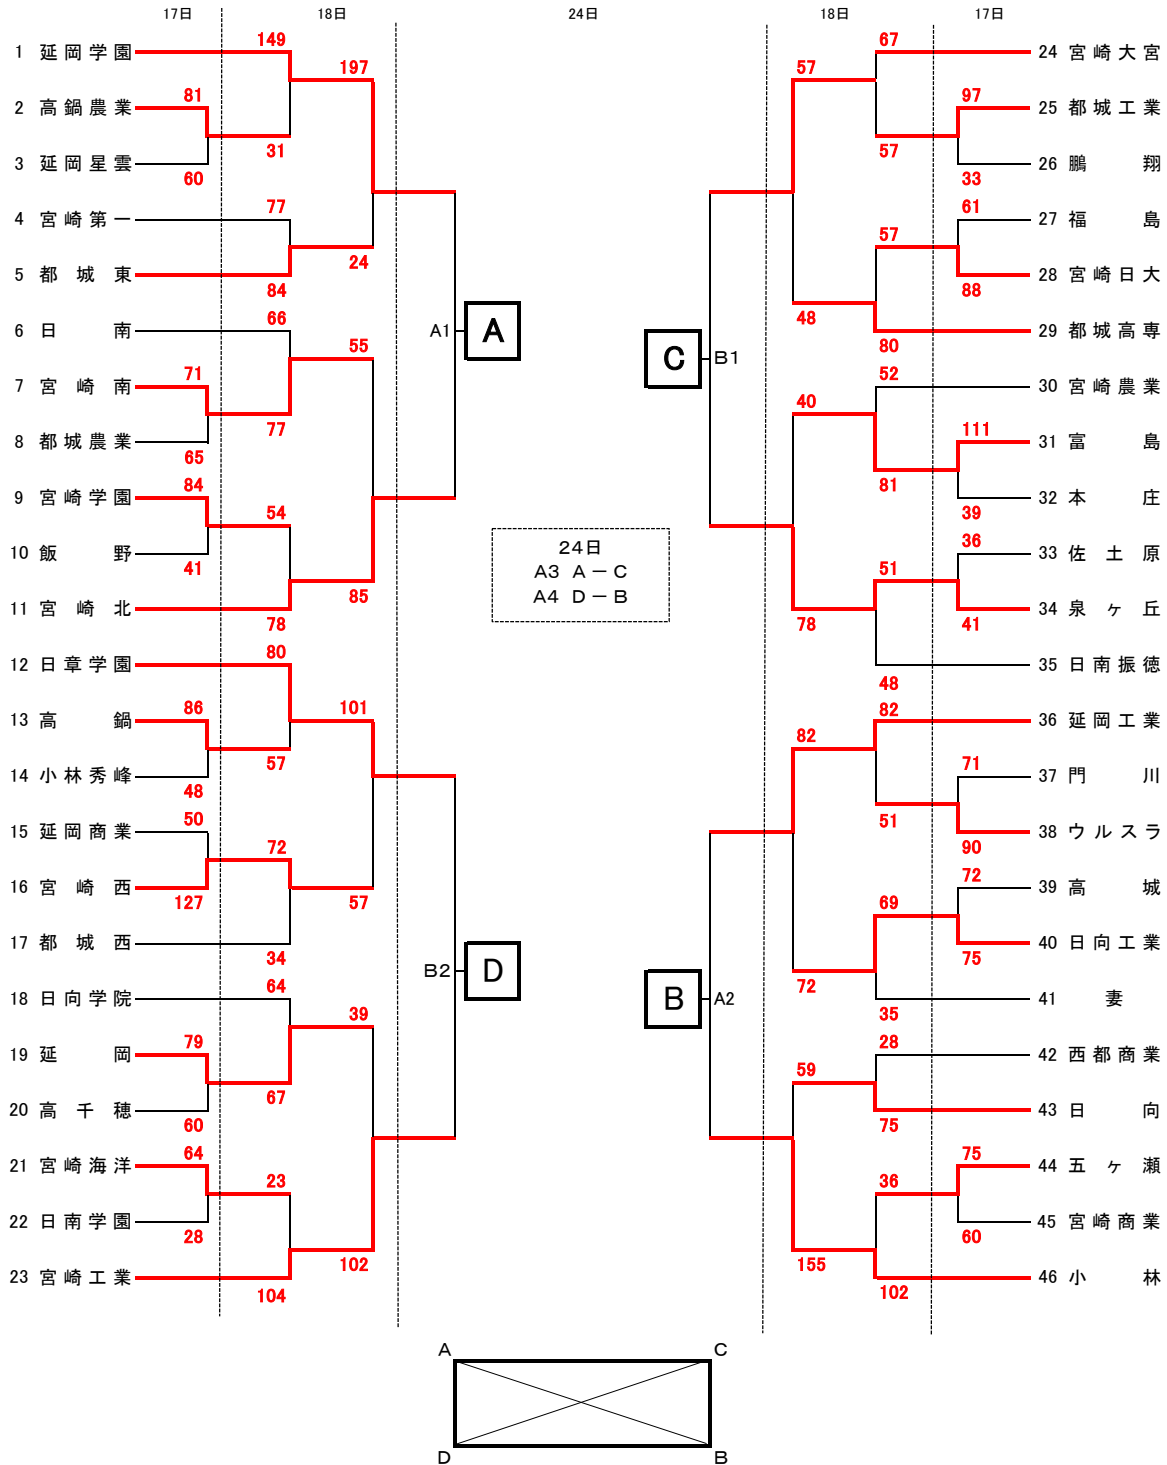 17日 18日 24日 18日 17日
1 延岡学園 149
197
2 高鍋農業 81
31
3 延岡星雲 60
4 宮崎第一 77
24
5 都城東 84
6 日南 66
55
7 宮崎南 71
77
8 都城農業 65
9 宮崎学園 84
54
10 飯野 41
85
11 宮崎北 78
12 日章学園 80
101
13 高鍋 86
57
14 小林秀峰 48
15 延岡商業 50
72
16 宮崎西 127
57
17 都城西 34
18 日向学院 64
39
19 延岡 79
67
20 高千穂 60
21 宮崎海洋 64
23
22 日南学園 28
102
23 宮崎工業 104
A1 A
B2 D
24日
A3 A－C
A4 D－B
C B1
B A2
67 24 宮崎大宮
57
97 25 都城工業
57
33 26 鵬翔
61 27 福島
57
88 28 宮崎日大
48
80 29 都城高専
52 30 宮崎農業
40
111 31 富島
81
39 32 本庄
36 33 佐土原
51
41 34 泉ヶ丘
78
48 35 日南振徳
82 36 延岡工業
82
71 37 門川
51
90 38 ウルスラ
72 39 高城
69
75 40 日向工業
72
35 41 妻
28 42 西都商業
59
75 43 日向
75 44 五ヶ瀬
36
60 45 宮崎商業
155
102 46 小林
A C
D B